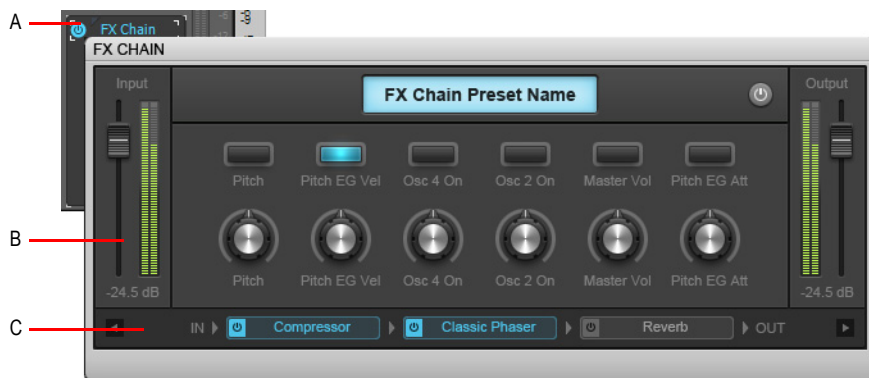 A
FX Chain
-6
-9
FX CHAIN
Input
FX Chain Preset Name
Output
Pitch Pitch EG Vel Osc 4 On Osc 2 On Master Vol Pitch EG Att
B
Pitch Pitch EG Vel Osc 4 On Osc 2 On Master Vol Pitch EG Att
-24.5 dB
-24.5 dB
C
IN Compressor Classic Phaser Reverb OUT